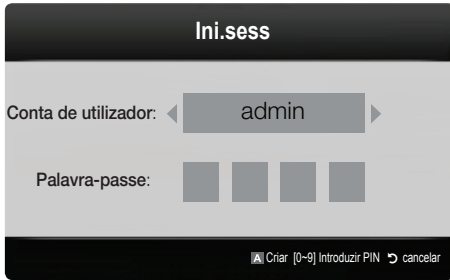 Ini.sess
Conta de utilizador: admin
Palavra-passe:
A Criar [0~9] Introduzir PIN cancelar